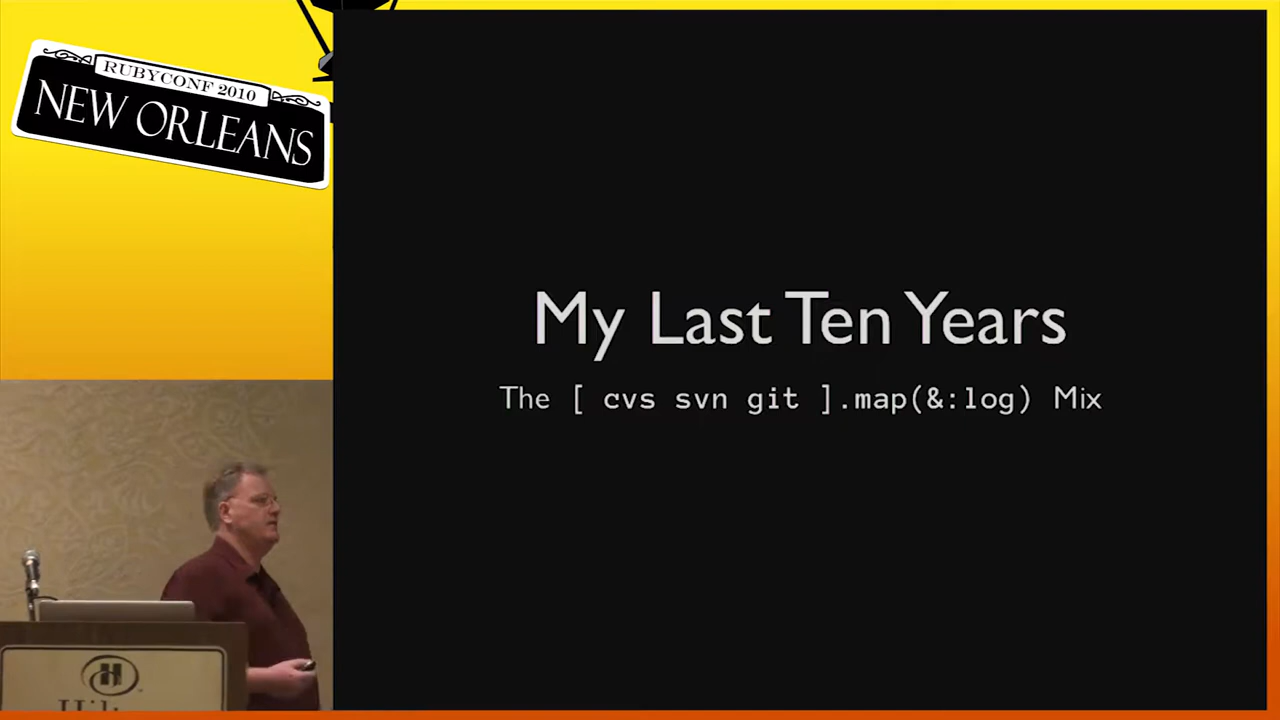 RUBYCONF 2010
NEW ORLEANS
My Last Ten Years
The [ cvs svn git ].map(&:log) Mix
H